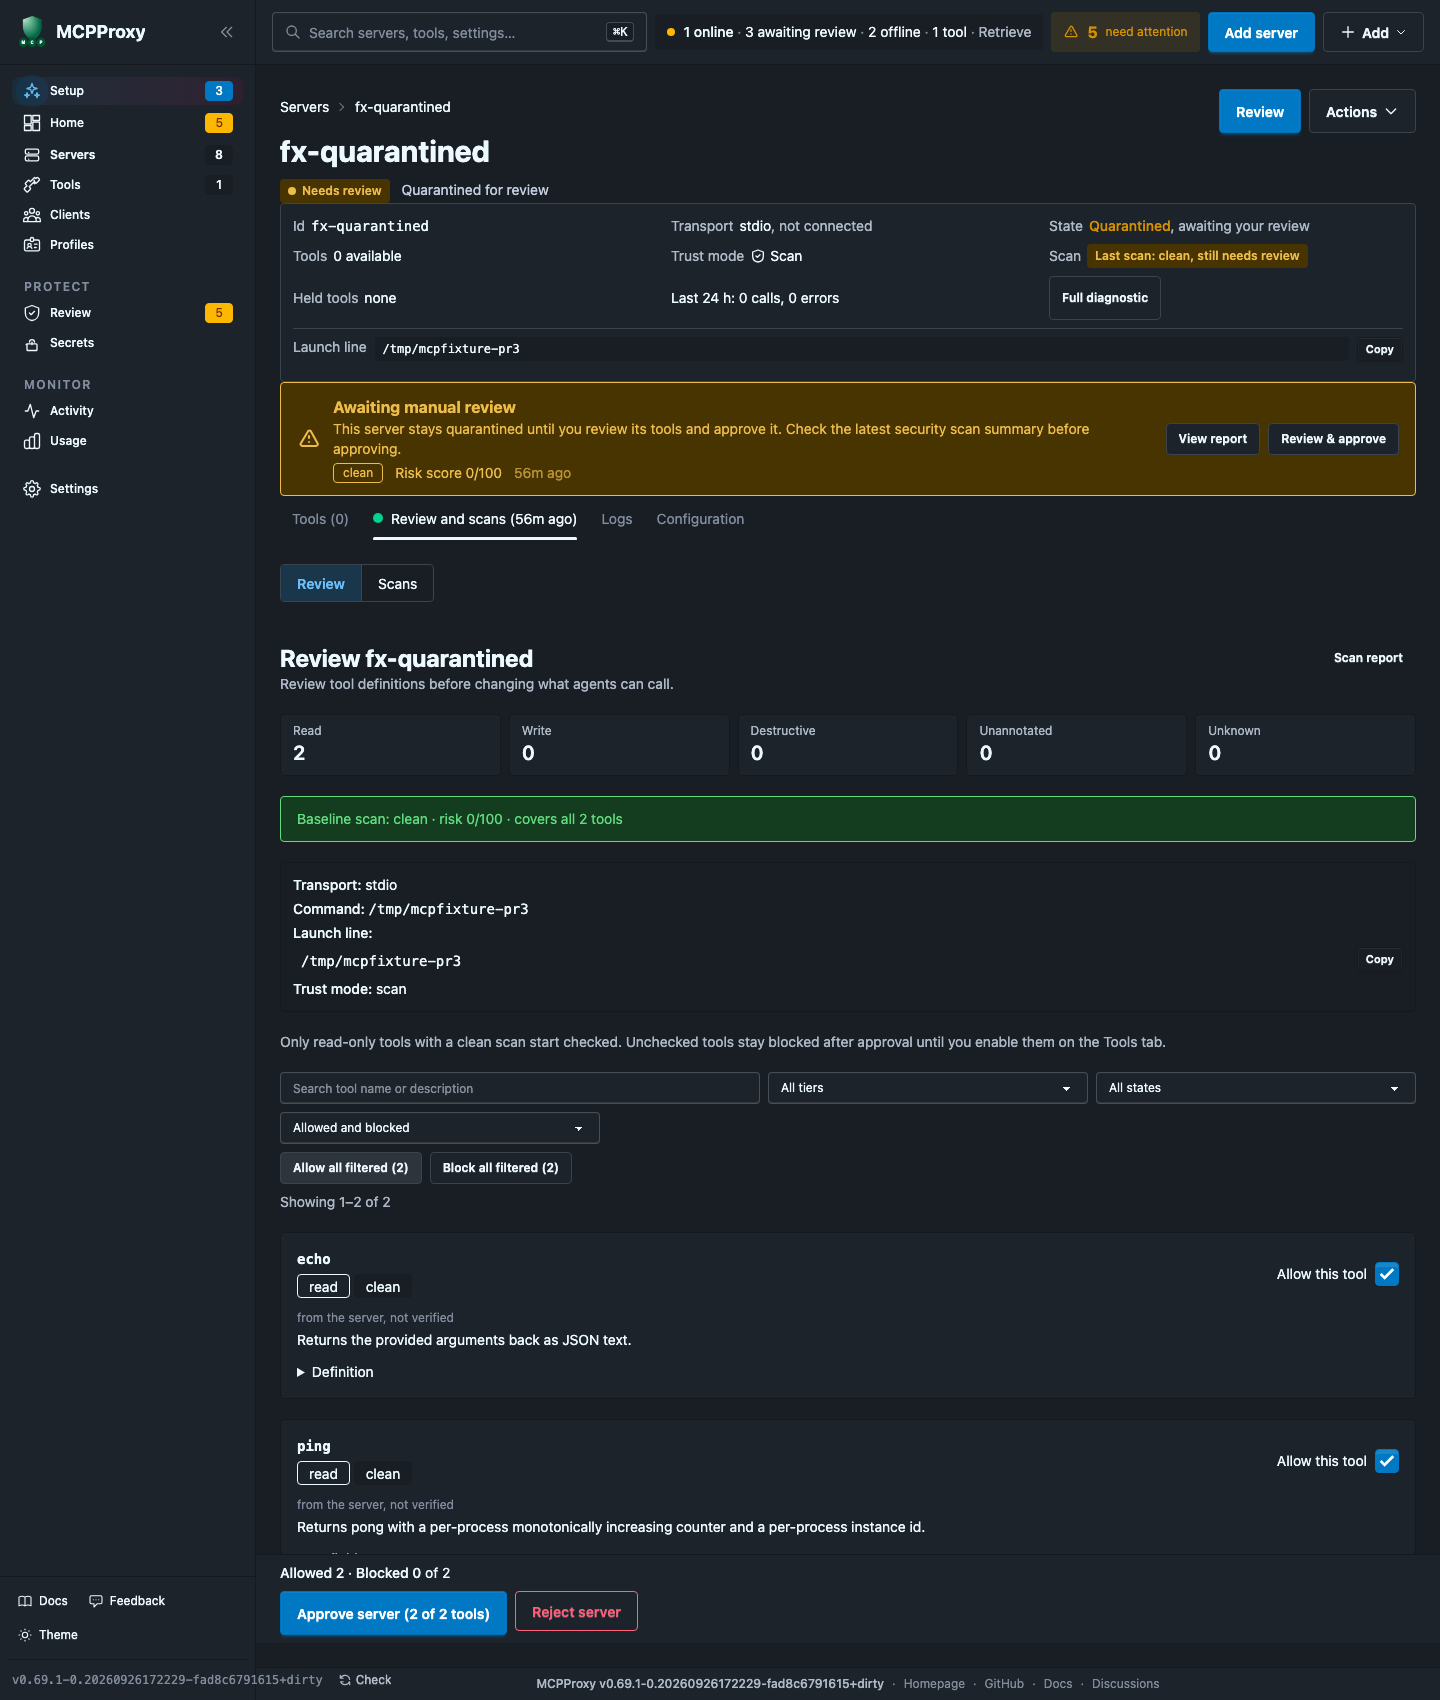 MCPProxy
Search servers, tools, settings...
⌘K
1 online · 3 awaiting review · 2 offline · 1 tool · Retrieve
5 need attention
Add server
Add
Setup 3
Home 5
Servers 8
Tools 1
Clients
Profiles
PROTECT
Review 5
Secrets
MONITOR
Activity
Usage
Settings
Servers > fx-quarantined
Review
Actions
fx-quarantined
Needs review Quarantined for review
Id fx-quarantined
Transport stdio, not connected
State Quarantined, awaiting your review
Tools 0 available
Trust mode Scan
Scan Last scan: clean, still needs review
Held tools none
Last 24 h: 0 calls, 0 errors
Full diagnostic
Launch line /tmp/mcpfixture-pr3
Copy
Awaiting manual review
This server stays quarantined until you review its tools and approve it. Check the latest security scan summary before
approving.
clean Risk score 0/100 56m ago
View report
Review & approve
Tools (0)
Review and scans (56m ago)
Logs
Configuration
Review
Scans
Review fx-quarantined
Scan report
Review tool definitions before changing what agents can call.
Read
2
Write
0
Destructive
0
Unannotated
0
Unknown
0
Baseline scan: clean · risk 0/100 · covers all 2 tools
Transport: stdio
Command: /tmp/mcpfixture-pr3
Launch line:
/tmp/mcpfixture-pr3
Copy
Trust mode: scan
Only read-only tools with a clean scan start checked. Unchecked tools stay blocked after approval until you enable them on the Tools tab.
Search tool name or description
All tiers
All states
Allowed and blocked
Allow all filtered (2)
Block all filtered (2)
Showing 1–2 of 2
echo
read clean
Allow this tool
from the server, not verified
Returns the provided arguments back as JSON text.
Definition
ping
read clean
Allow this tool
from the server, not verified
Returns pong with a per-process monotonically increasing counter and a per-process instance id.
Allowed 2 · Blocked 0 of 2
Approve server (2 of 2 tools)
Reject server
Docs
Feedback
Theme
v0.69.1-0.20260926172229-fad8c6791615+dirty
Check
MCPProxy v0.69.1-0.20260926172229-fad8c6791615+dirty · Homepage · GitHub · Docs · Discussions